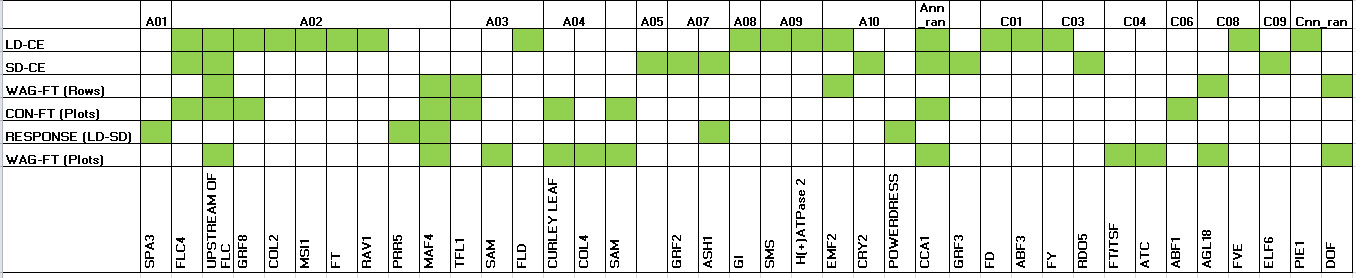 A01 A02 A03 A04 A05 A07 A08 A09 A10 Ann_ran C01 C03 C04 C06 C08 C09 Cnn_ran
LD-CE
SD-CE
WAG-FT (Rows)
CON-FT (Plots)
RESPONSE (LD-SD)
WAG-FT (Plots)
SPA3
FLC4
UPSTREAM OF
FLC
GRF8
COL2
MSI1
FT
RAV1
PRR5
MAF4
TFL1
SAM
FLD
CURLEY LEAF
COL4
SAM
GRF2
ASH1
GI
SMS
H(+)ATPase 2
EMF2
CRY2
POWERDRESS
CCA1
GRF3
FD
ABF3
FY
RDO5
FT/TSF
ATC
ABF1
AGL18
FVE
ELF6
PIE1
DOF